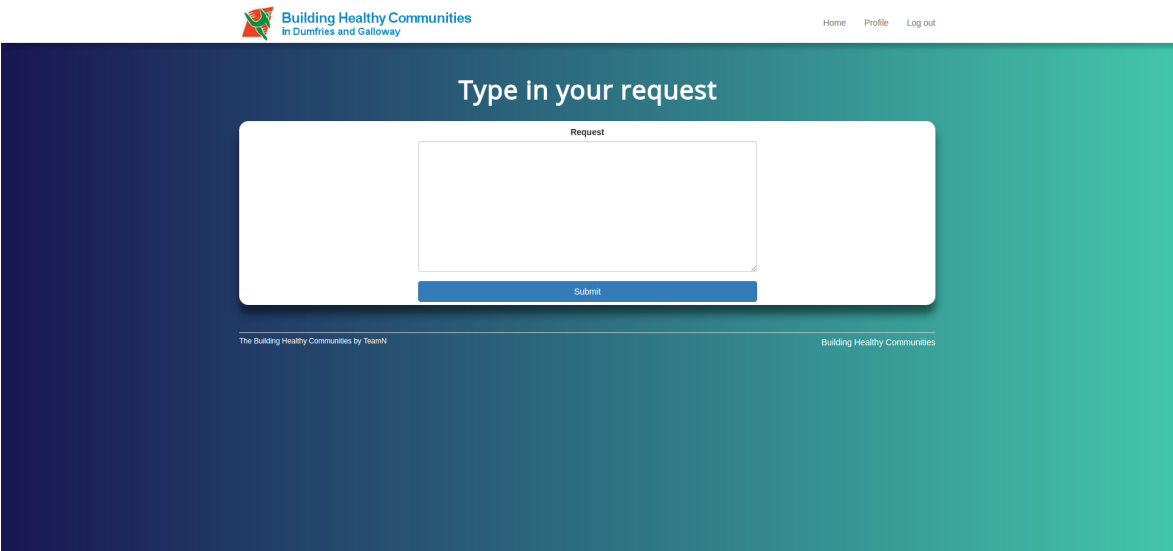 Building Healthy Communities
in Dumfries and Galloway
Home Profile Log out
Type in your request
Request
Submit
The Building Healthy Communities by TeamN
Building Healthy Communities